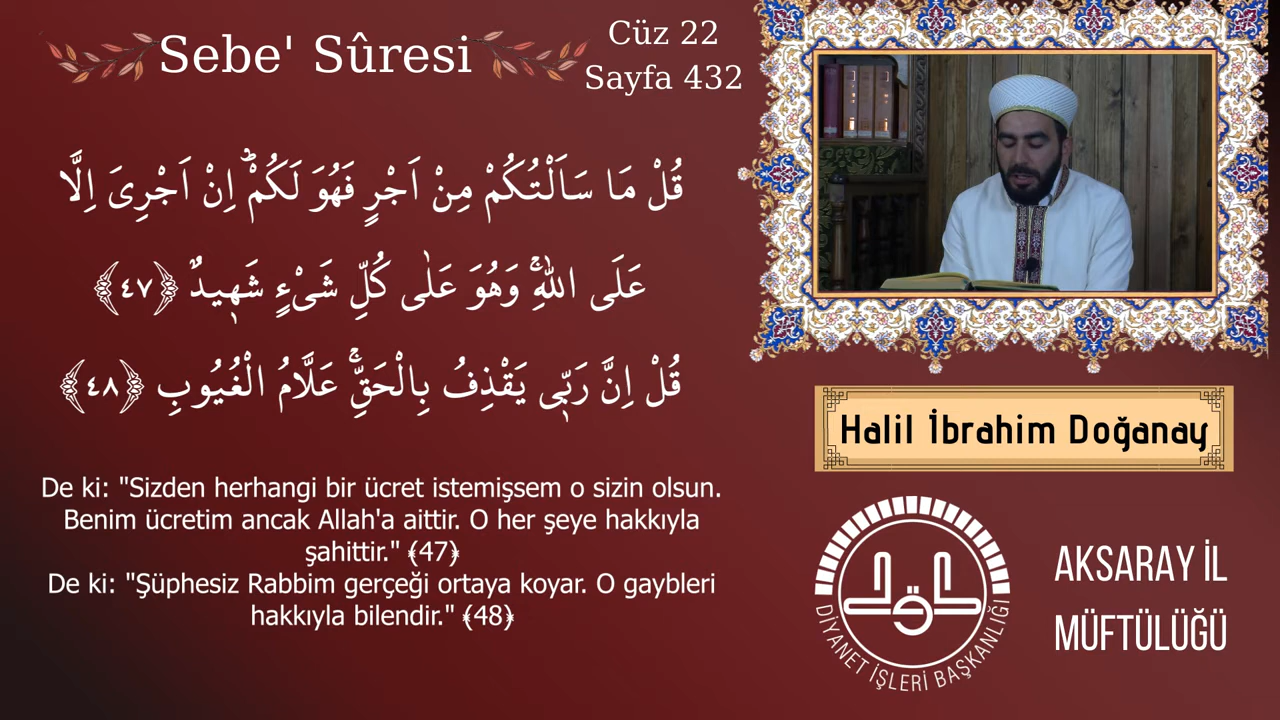 Sebe' Sûresi
Cüz 22
Sayfa 432
قُلْ مَا سَاَلْتُكُمْ مِنْ اَجْرٍ فَهُوَ لَكُمْۜ اِنْ اَجْرِىَ اِلَّا
عَلَى اللّٰهِۚ وَهُوَ عَلٰى كُلِّ شَىْءٍ شَه۪يدٌ ﴿٤٧﴾
قُلْ اِنَّ رَبّ۪ى يَقْذِفُ بِالْحَقِّۚ عَلَّامُ الْغُيُوبِ ﴿٤٨﴾
De ki: "Sizden herhangi bir ücret istemişsem o sizin olsun.
Benim ücretim ancak Allah'a aittir. O her şeye hakkıyla
şahittir." ﴾47﴿
De ki: "Şüphesiz Rabbim gerçeği ortaya koyar. O gaybleri
hakkıyla bilendir." ﴾48﴿
Halil İbrahim Doğanay
DİYANET İŞLERİ BAŞKANLIĞI
AKSARAY İL
MÜFTÜLÜĞÜ